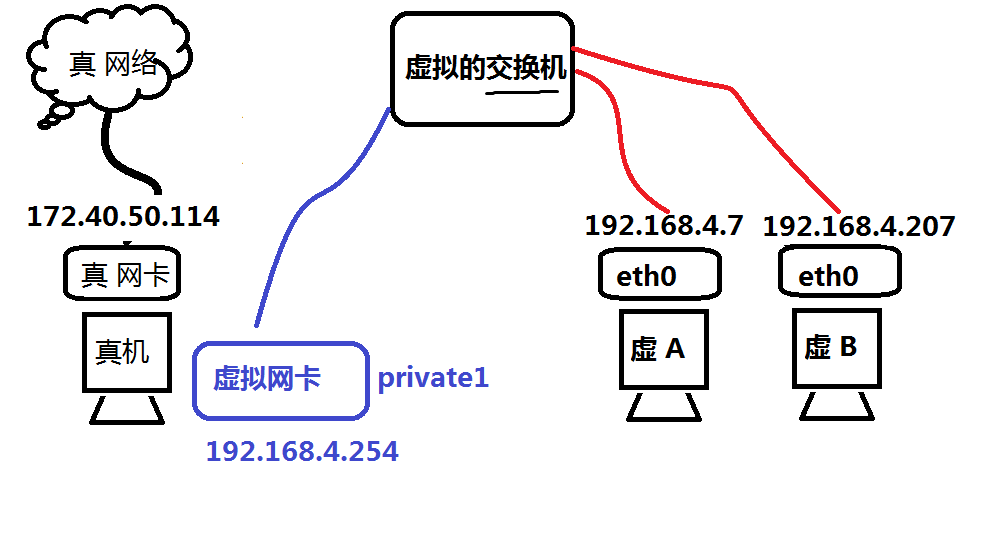 真 网络
虚拟的交换机
172.40.50.114
192.168.4.7
192.168.4.207
真 网卡
eth0
eth0
真机
虚 A
虚 B
虚拟网卡
private1
192.168.4.254